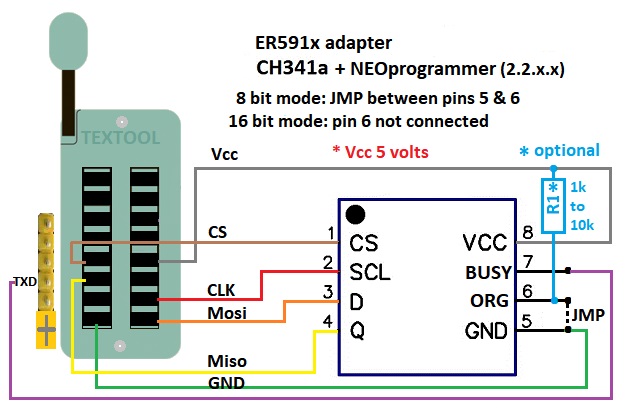 ER591x adapter
CH341a + NEOprogrammer (2.2.x.x)
8 bit mode: JMP between pins 5 & 6
16 bit mode: pin 6 not connected
TEXTOOL
Vcc
* Vcc 5 volts
* optional
R1*
1k
to
10k
CS
1
CS
VCC
8
2
SCL
BUSY
7
TXD
CLK
3
D
ORG
6
Mosi
JMP
4
Q
GND
5
Miso
GND